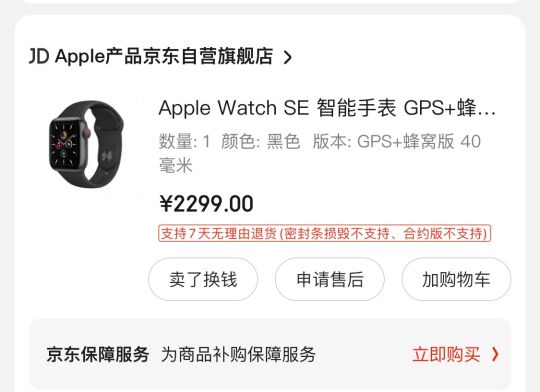 JD Apple产品京东自营旗舰店 >
Apple Watch SE 智能手表 GPS+蜂...
数量: 1 颜色: 黑色 版本: GPS+蜂窝版 40
毫米
¥2299.00
支持7天无理由退货(密封条损毁不支持、合约版不支持)
卖了换钱 申请售后 加购物车
京东保障服务 为商品补购保障服务 立即购买 >